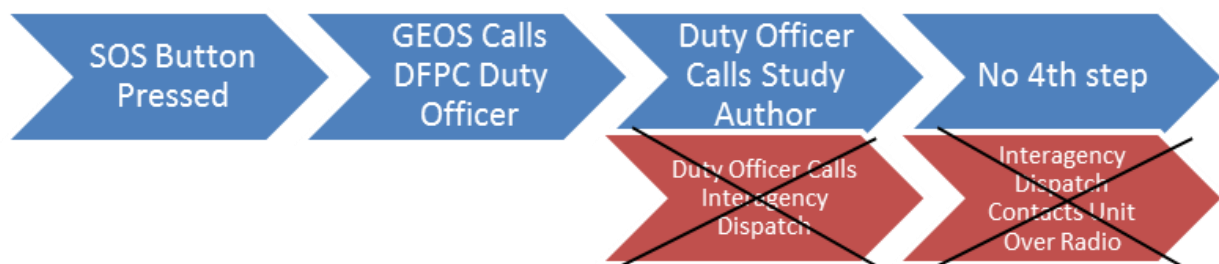 SOS Button
Pressed
GEOS Calls
DFPC Duty
Officer
Duty Officer
Calls Study
Author
No 4th step
Duty Officer Calls
Interagency
Dispatch
Interagency
Dispatch
Contacts Unit
Over Radio